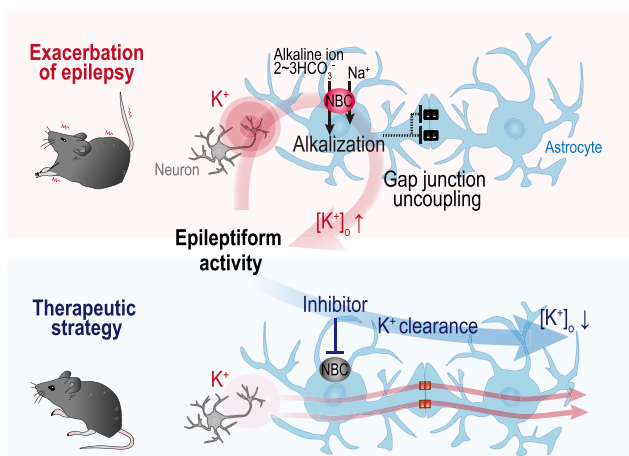 Exacerbation
of epilepsy
Alkaline ion
2~3HCO₃⁻
Na⁺
K⁺
NBC
Alkalization
Neuron
Astrocyte
Gap junction
uncoupling
[K⁺]ₒ ↑
Epileptiform
activity
Therapeutic
strategy
Inhibitor
K⁺ clearance
[K⁺]ₒ ↓
NBC
K⁺